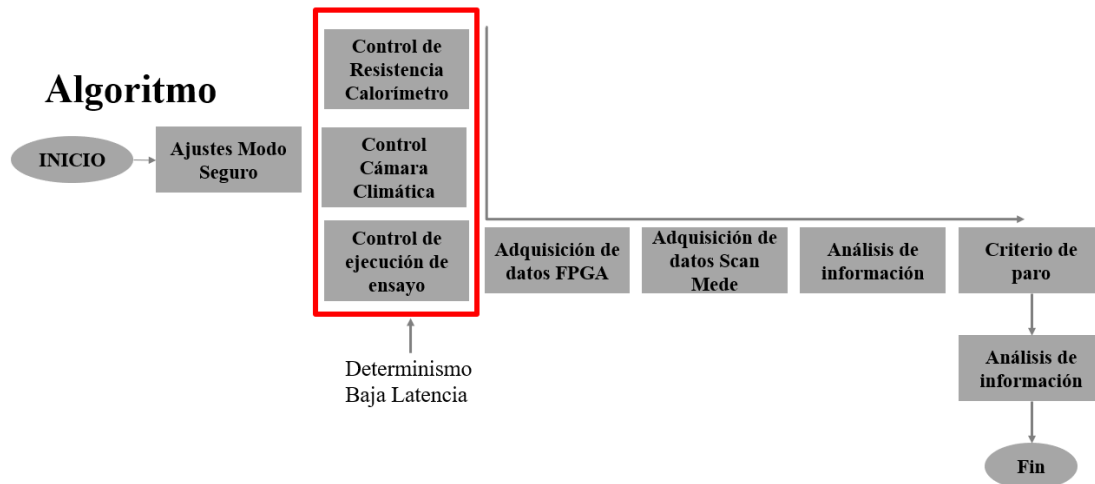 Algoritmo
INICIO
Ajustes Modo
Seguro
Control de
Resistencia
Calorímetro
Control
Cámara
Climática
Control de
ejecución de
ensayo
Determinismo
Baja Latencia
Adquisición de
datos FPGA
Adquisición de
datos Scan
Mede
Análisis de
información
Criterio de
paro
Análisis de
información
Fin